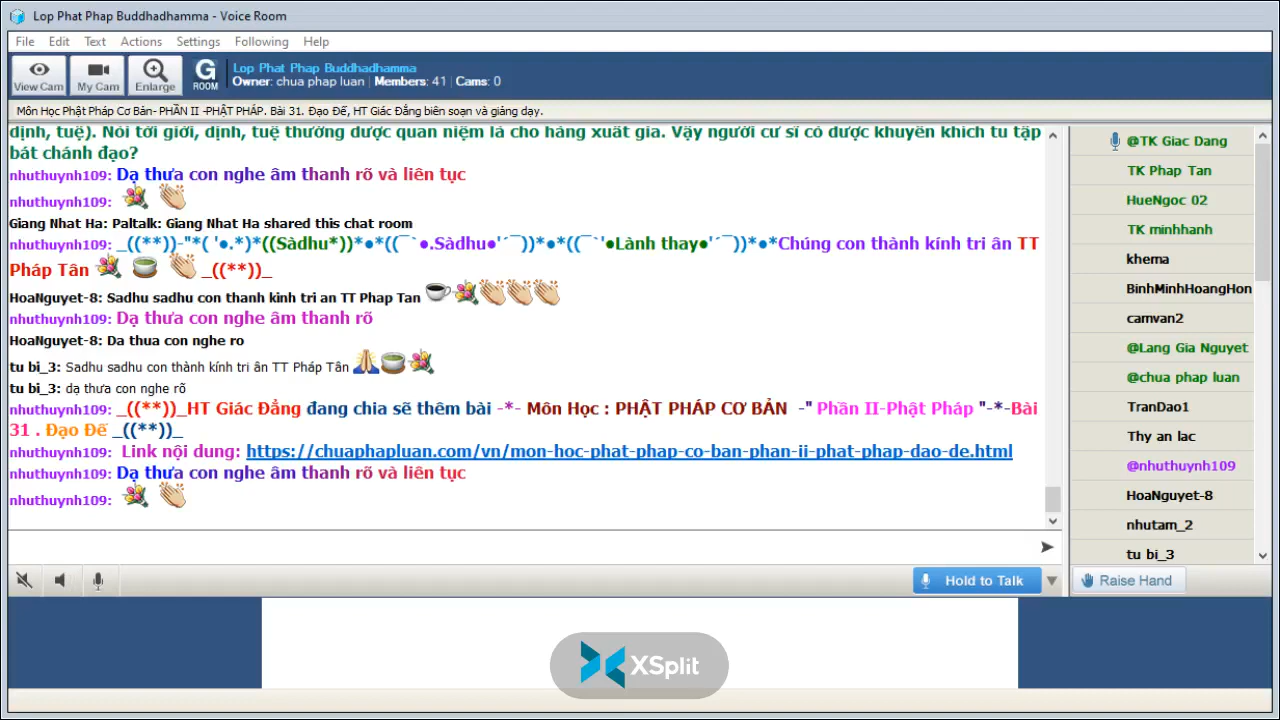 Lop Phat Phap Buddhadhamma - Voice Room
File Edit Text Actions Settings Following Help
View Cam My Cam Enlarge G ROOM
Lop Phat Phap Buddhadhamma
Owner: chua phap luan | Members: 41 | Cams: 0
Môn Học Phật Pháp Cơ Bản- PHẦN II -PHẬT PHÁP. Bài 31. Đạo Đế, HT Giác Đẳng biên soạn và giảng dạy.
định, tuệ). Nói tới giới, định, tuệ thường được quan niệm là cho hàng xuất gia. Vậy người cư sĩ có được khuyến khích tu tập
bát chánh đạo?
nhuthuynh109: Dạ thưa con nghe âm thanh rõ và liên tục
nhuthuynh109:
Giang Nhat Ha: Paltalk: Giang Nhat Ha shared this chat room
nhuthuynh109: _((**))-"*( '●.*)*((Sàdhu*))*●*((¯`●.Sàdhu●'´¯))*●*((¯`'●Lành thay●'´¯))*●*Chúng con thành kính tri ân TT
Pháp Tân _((**))_
HoaNguyet-8: Sadhu sadhu con thanh kinh tri an TT Phap Tan
nhuthuynh109: Dạ thưa con nghe âm thanh rõ
HoaNguyet-8: Da thua con nghe ro
tu bi_3: Sadhu sadhu con thành kính tri ân TT Pháp Tân
tu bi_3: dạ thưa con nghe rõ
nhuthuynh109: _((**))_HT Giác Đẳng đang chia sẽ thêm bài -*- Môn Học : PHẬT PHÁP CƠ BẢN -" Phần II-Phật Pháp "-*-Bài
31 . Đạo Đế _((**))_
nhuthuynh109: Link nội dung: https://chuaphapluan.com/vn/mon-hoc-phat-phap-co-ban-phan-ii-phat-phap-dao-de.html
nhuthuynh109: Dạ thưa con nghe âm thanh rõ và liên tục
nhuthuynh109:
@TK Giac Dang
TK Phap Tan
HueNgoc 02
TK minhhanh
khema
BinhMinhHoangHon
camvan2
@Lang Gia Nguyet
@chua phap luan
TranDao1
Thy an lac
@nhuthuynh109
HoaNguyet-8
nhutam_2
tu bi_3
Hold to Talk
Raise Hand
XSplit